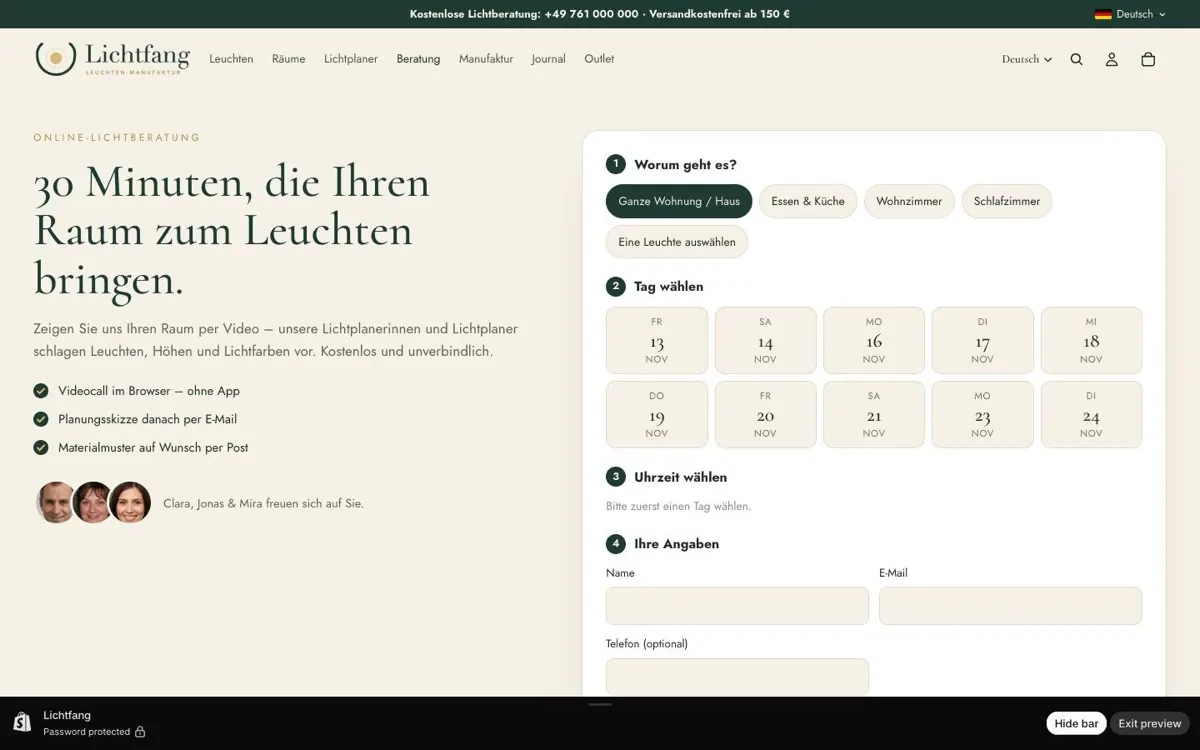 Kostenlose Lichtberatung: +49 761 000 000 · Versandkostenfrei ab 150 €
Deutsch
Lichtfang
LEUCHTEN-MANUFAKTUR
Leuchten
Räume
Lichtplaner
Beratung
Manufaktur
Journal
Outlet
Deutsch
ONLINE-LICHTBERATUNG
30 Minuten, die Ihren
Raum zum Leuchten
bringen.
Zeigen Sie uns Ihren Raum per Video – unsere Lichtplanerinnen und Lichtplaner
schlagen Leuchten, Höhen und Lichtfarben vor. Kostenlos und unverbindlich.
Videocall im Browser – ohne App
Planungsskizze danach per E-Mail
Materialmuster auf Wunsch per Post
Clara, Jonas & Mira freuen sich auf Sie.
1 Worum geht es?
Ganze Wohnung / Haus
Essen & Küche
Wohnzimmer
Schlafzimmer
Eine Leuchte auswählen
2 Tag wählen
FR
13
NOV
SA
14
NOV
MO
16
NOV
DI
17
NOV
MI
18
NOV
DO
19
NOV
FR
20
NOV
SA
21
NOV
MO
23
NOV
DI
24
NOV
3 Uhrzeit wählen
Bitte zuerst einen Tag wählen.
4 Ihre Angaben
Name
E-Mail
Telefon (optional)
Lichtfang
Password protected
Hide bar
Exit preview